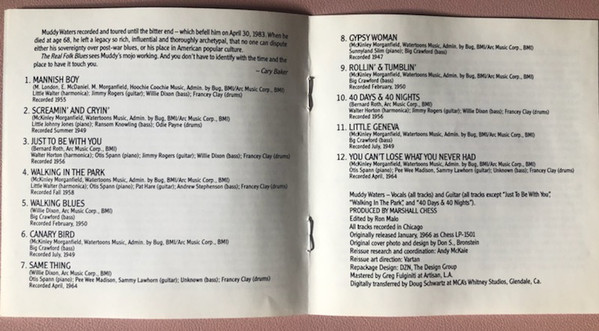 Muddy Waters recorded and toured until the bitter end – which befell him on April 30, 1983. When he
died at age 68, he left a legacy so rich, influential and thoroughly archetypal, that no one can dispute
either his sovereignty over post-war blues, or his place in American popular culture.
The Real Folk Blues sees Muddy's mojo working. And you don't have to identify with the time and the
place to have it touch you.
– Cary Baker
1. MANNISH BOY
(M. London, E. McDaniel, M. Morganfield, Hoochie Coochie Music, Admin. by Bug, BMI/Arc Music Corp., BMI)
Little Walter (harmonica); Jimmy Rogers (guitar); Willie Dixon (bass); Francey Clay (drums)
Recorded 1955
2. SCREAMIN' AND CRYIN'
(McKinley Morganfield, Watertoons Music, Admin. by Bug, BMI/Arc Music Corp., BMI)
Little Johnny Jones (piano); Ransom Knowling (bass); Odie Payne (drums)
Recorded Summer 1949
3. JUST TO BE WITH YOU
(Bernard Roth, Arc Music Corp., BMI)
Walter Horton (harmonica); Otis Spann (piano); Jimmy Rogers (guitar); Willie Dixon (bass); Francey Clay (drums)
Recorded 1956
4. WALKING IN THE PARK
(McKinley Morganfield, Watertoons Music, Admin. by Bug, BMI/Arc Music Corp., BMI)
Little Walter (harmonica); Otis Spann (piano); Pat Hare (guitar); Andrew Stephenson (bass); Francey Clay (drums)
Recorded Fall 1958
5. WALKING BLUES
(Willie Dixon, Arc Music Corp., BMI)
Big Crawford (bass)
Recorded February, 1950
6. CANARY BIRD
(McKinley Morganfield, Watertoons Music, Admin. by Bug, BMI/Arc Music Corp., BMI)
Big Crawford (bass)
Recorded July, 1949
7. SAME THING
(Willie Dixon, Arc Music Corp., BMI)
Otis Spann (piano); Pee Wee Madison, Sammy Lawhorn (guitar); Unknown (bass); Francey Clay (drums)
Recorded April, 1964
8. GYPSY WOMAN
(McKinley Morganfield, Watertoons Music, Admin. by Bug, BMI/Arc Music Corp., BMI)
Sunnyland Slim (piano); Big Crawford (bass)
Recorded 1947
9. ROLLIN' & TUMBLIN'
(McKinley Morganfield, Watertoons Music, Admin. by Bug, BMI/Arc Music Corp., BMI)
Big Crawford (bass)
Recorded February, 1950
10. 40 DAYS & 40 NIGHTS
(Bernard Roth, Arc Music Corp., BMI)
Walter Horton (harmonica); Jimmy Rogers (guitar); Willie Dixon (bass); Francey Clay (drums)
Recorded 1956
11. LITTLE GENEVA
(McKinley Morganfield, Watertoons Music, Admin. by Bug, BMI/Arc Music Corp., BMI)
Big Crawford (bass)
Recorded July, 1949
12. YOU CAN'T LOSE WHAT YOU NEVER HAD
(McKinley Morganfield, Watertoons Music, Admin. by Bug, BMI/Arc Music Corp., BMI)
Otis Spann (piano); Pee Wee Madison, Sammy Lawhorn (guitar); Unknown (bass); Francey Clay (drums)
Recorded April, 1964
Muddy Waters – Vocals (all tracks) and Guitar (all tracks except "Just To Be With You",
"Walking In The Park", and "40 Days & 40 Nights").
PRODUCED BY MARSHALL CHESS
Edited by Ron Malo
All tracks recorded in Chicago
Originally released January, 1966 as Chess LP-1501
Original cover photo and design by Don S., Bronstein
Reissue research and coordination: Andy McKaie
Reissue art direction: Vartan
Repackage Design: DZN, The Design Group
Mastered by Greg Fulginiti at Artisan, L.A.
Digitally transferred by Doug Schwartz at MCA's Whitney Studios, Glendale, Ca.